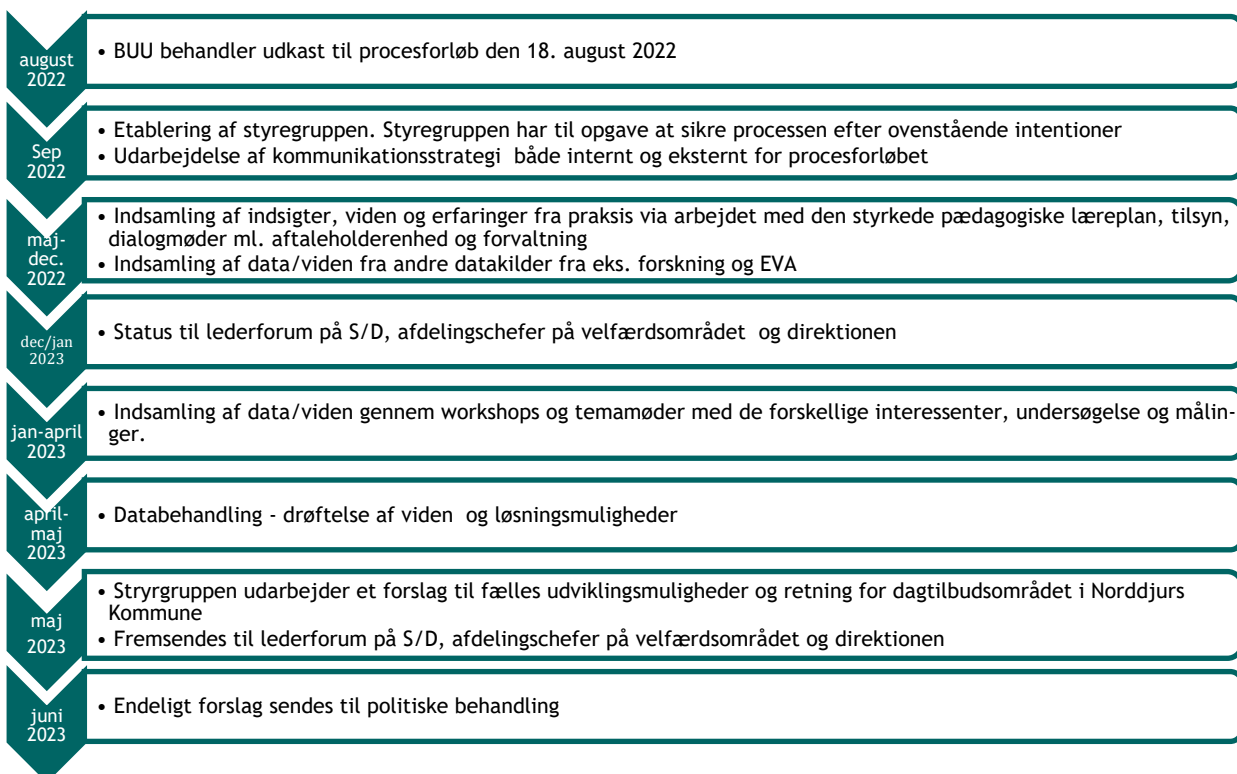 august
2022
• BUU behandler udkast til procesforløb den 18. august 2022
Sep
2022
• Etablering af styregruppen. Styregruppen har til opgave at sikre processen efter ovenstående intentioner
• Udarbejdelse af kommunikationsstrategi både internt og eksternt for procesforløbet
maj-
dec.
2022
• Indsamling af indsigter, viden og erfaringer fra praksis via arbejdet med den styrkede pædagogiske læreplan, tilsyn,
dialogmøder ml. aftaleholderenhed og forvaltning
• Indsamling af data/viden fra andre datakilder fra eks. forskning og EVA
dec/jan
2023
• Status til lederforum på S/D, afdelingschefer på velfærdsområdet og direktionen
jan-april
2023
• Indsamling af data/viden gennem workshops og temamøder med de forskellige interessenter, undersøgelse og målin-
ger.
april-
maj
2023
• Databehandling - drøftelse af viden og løsningsmuligheder
maj
2023
• Stryrgruppen udarbejder et forslag til fælles udviklingsmuligheder og retning for dagtilbudsområdet i Norddjurs
Kommune
• Fremsendes til lederforum på S/D, afdelingschefer på velfærdsområdet og direktionen
juni
2023
• Endeligt forslag sendes til politiske behandling